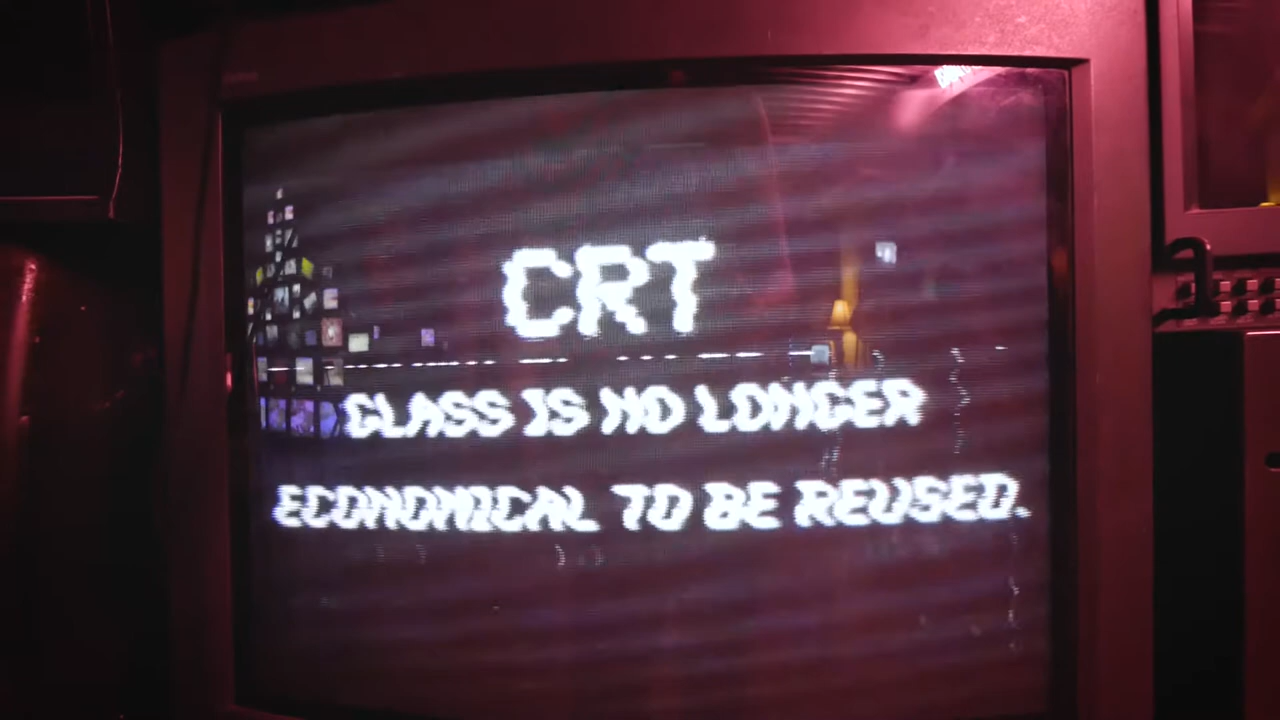 CRT
GLASS IS NO LONGER
ECONOMICAL TO BE REUSED.